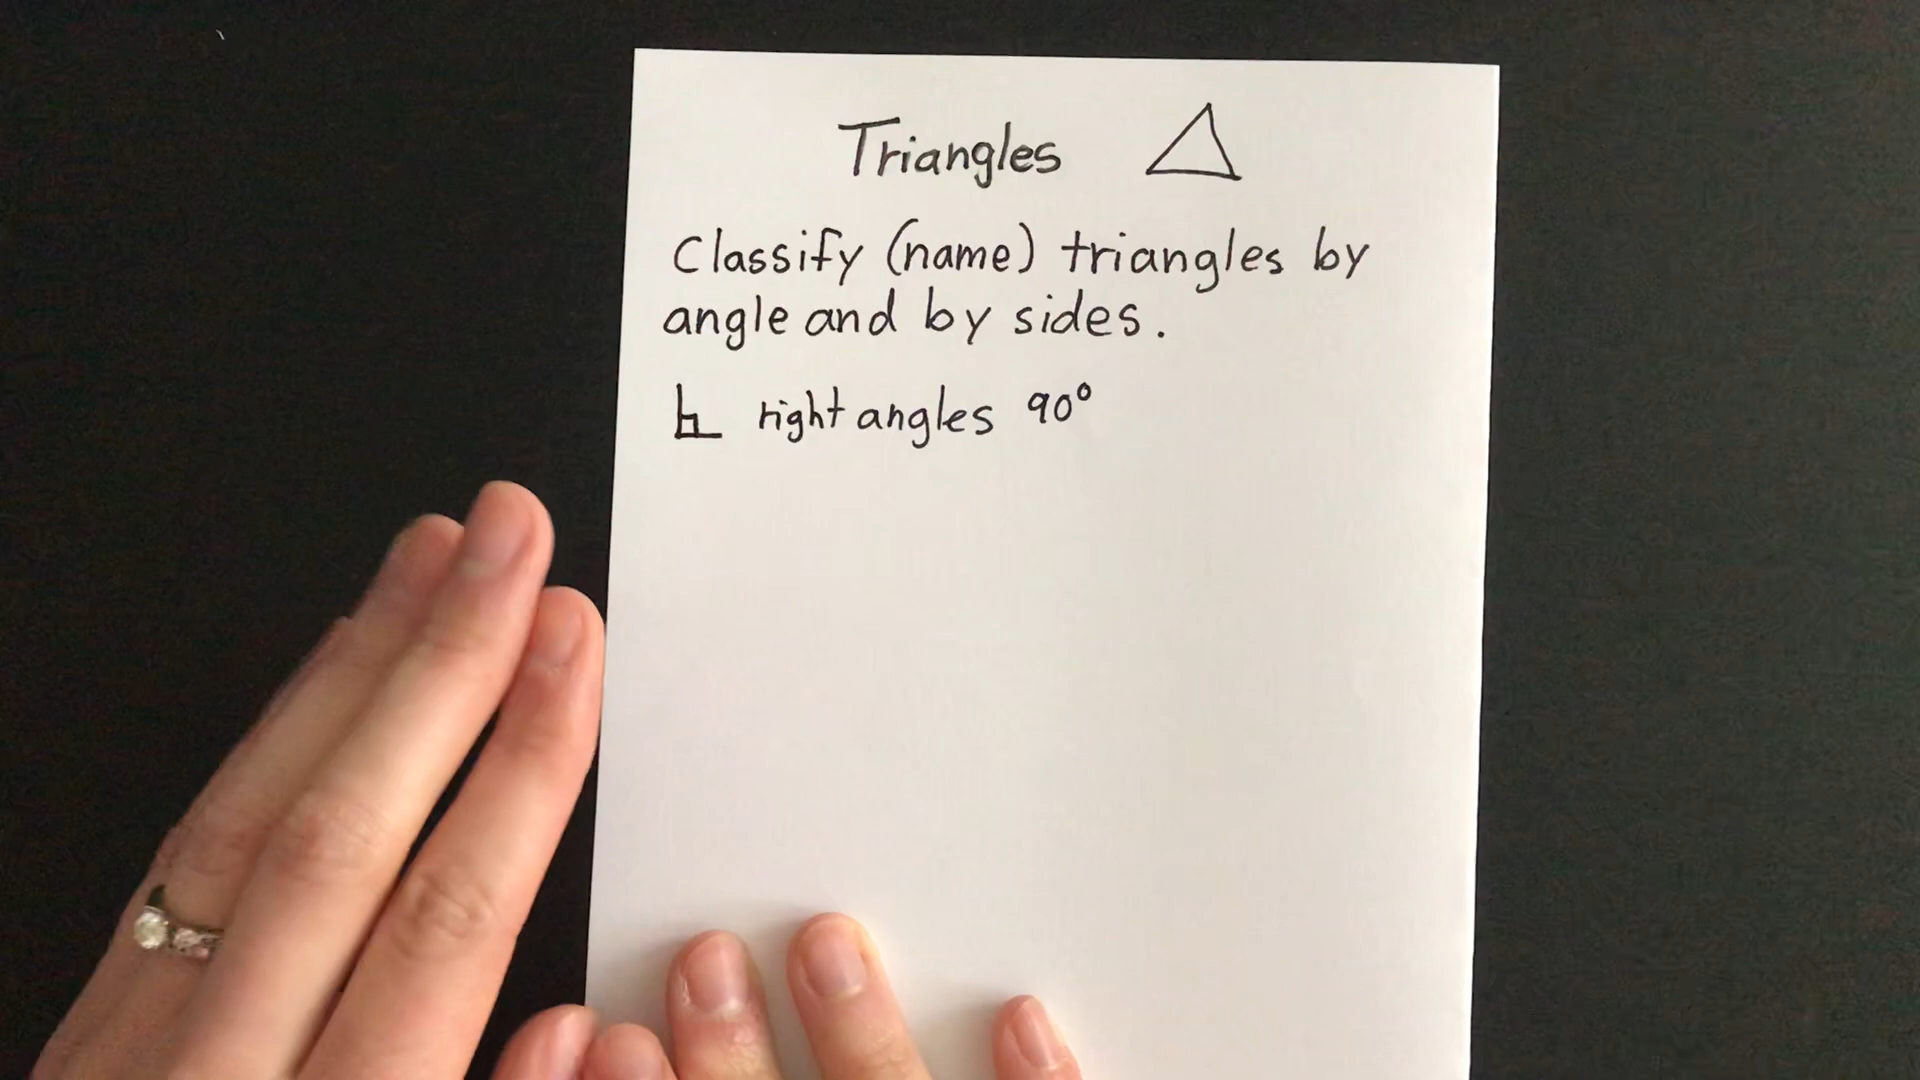 Triangles
Classify (name) triangles by
angle and by sides.
right angles 90°